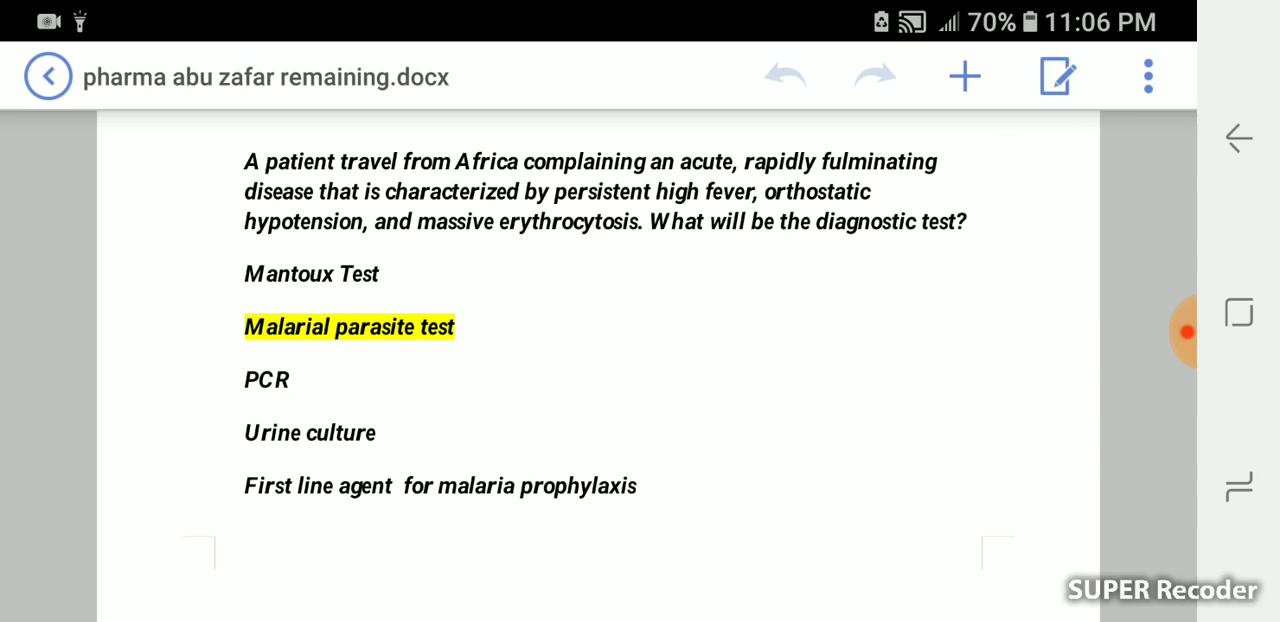 70% 11:06 PM
pharma abu zafar remaining.docx
A patient travel from Africa complaining an acute, rapidly fulminating
disease that is characterized by persistent high fever, orthostatic
hypotension, and massive erythrocytosis. What will be the diagnostic test?
Mantoux Test
Malarial parasite test
PCR
Urine culture
First line agent for malaria prophylaxis
SUPER Recoder